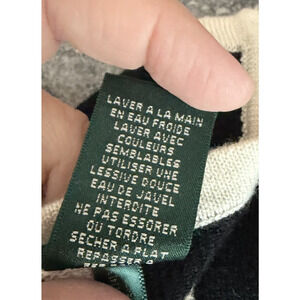 LAVER A LA MAIN
EN EAU FROIDE
LAVER AVEC
COULEURS
SEMBLABLES
UTILISER UNE
LESSIVE DOUCE
EAU DE JAVEL
INTERDITE
NE PAS ESSORER
OU TORDRE
SECHER A PLAT
REPASSER A